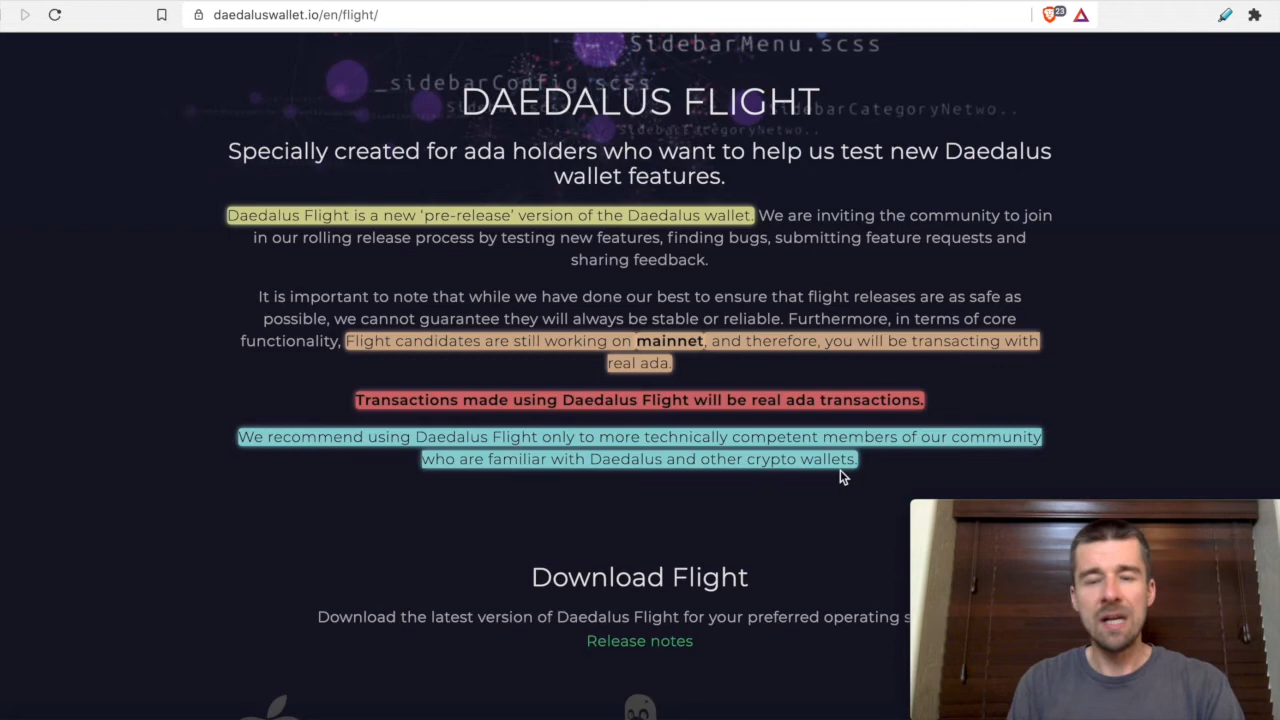 daedaluswallet.io/en/flight/
23
SidebarMenu.scss
_sidebarConfig.scss
DAEDALUS FLIGHT
SidebarCategoryNetwo..
SidebarCategoryNetwo..
Specially created for ada holders who want to help us test new Daedalus
wallet features.
Daedalus Flight is a new ‘pre-release’ version of the Daedalus wallet. We are inviting the community to join
in our rolling release process by testing new features, finding bugs, submitting feature requests and
sharing feedback.
It is important to note that while we have done our best to ensure that flight releases are as safe as
possible, we cannot guarantee they will always be stable or reliable. Furthermore, in terms of core
functionality, Flight candidates are still working on mainnet, and therefore, you will be transacting with
real ada.
Transactions made using Daedalus Flight will be real ada transactions.
We recommend using Daedalus Flight only to more technically competent members of our community
who are familiar with Daedalus and other crypto wallets.
Download Flight
Download the latest version of Daedalus Flight for your preferred operating s
Release notes